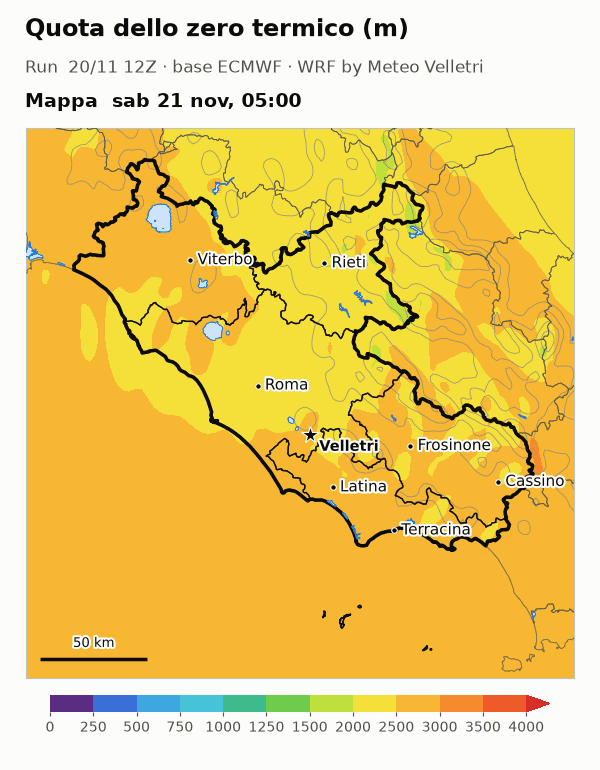 Quota dello zero termico (m)
Run  20/11 12Z · base ECMWF · WRF by Meteo Velletri
Mappa  sab 21 nov, 05:00
Viterbo
Rieti
Roma
Velletri
Frosinone
Latina
Cassino
Terracina
50 km
0 250 500 750 1000 1250 1500 2000 2500 3000 3500 4000